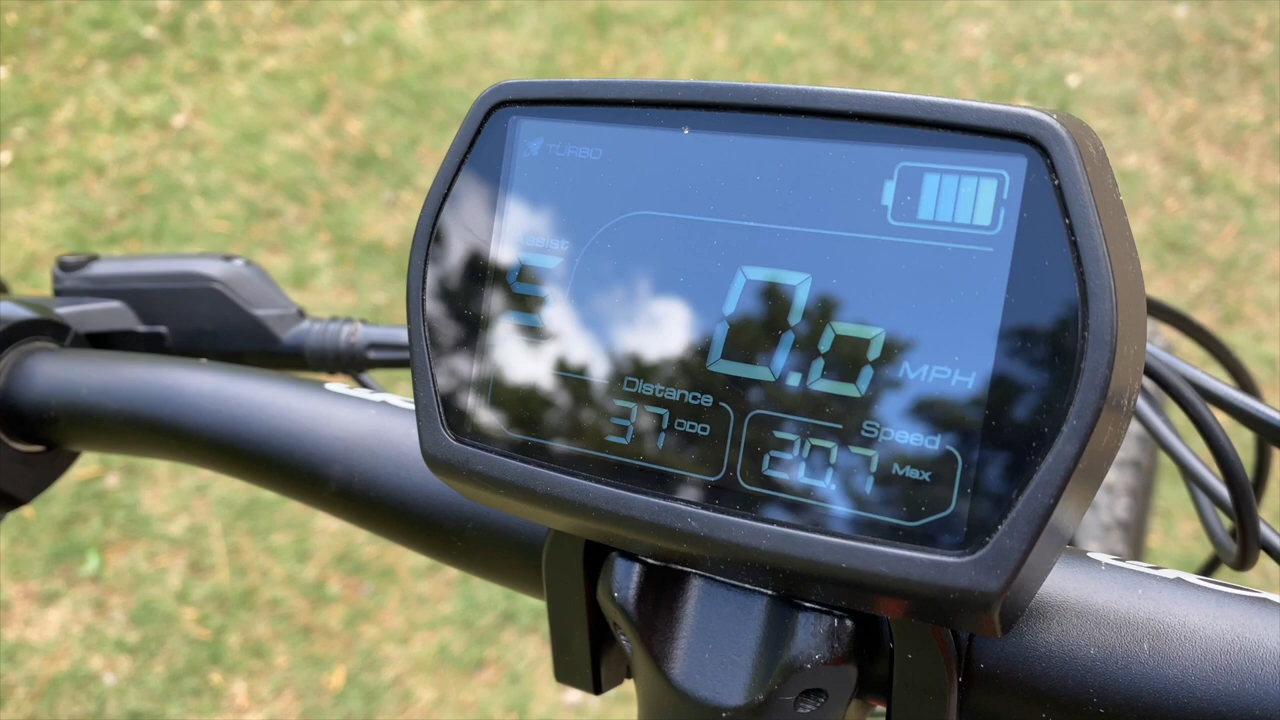 TURBO
Assist
5
0.0 MPH
Distance
37 ODO
Speed
20.7 Max